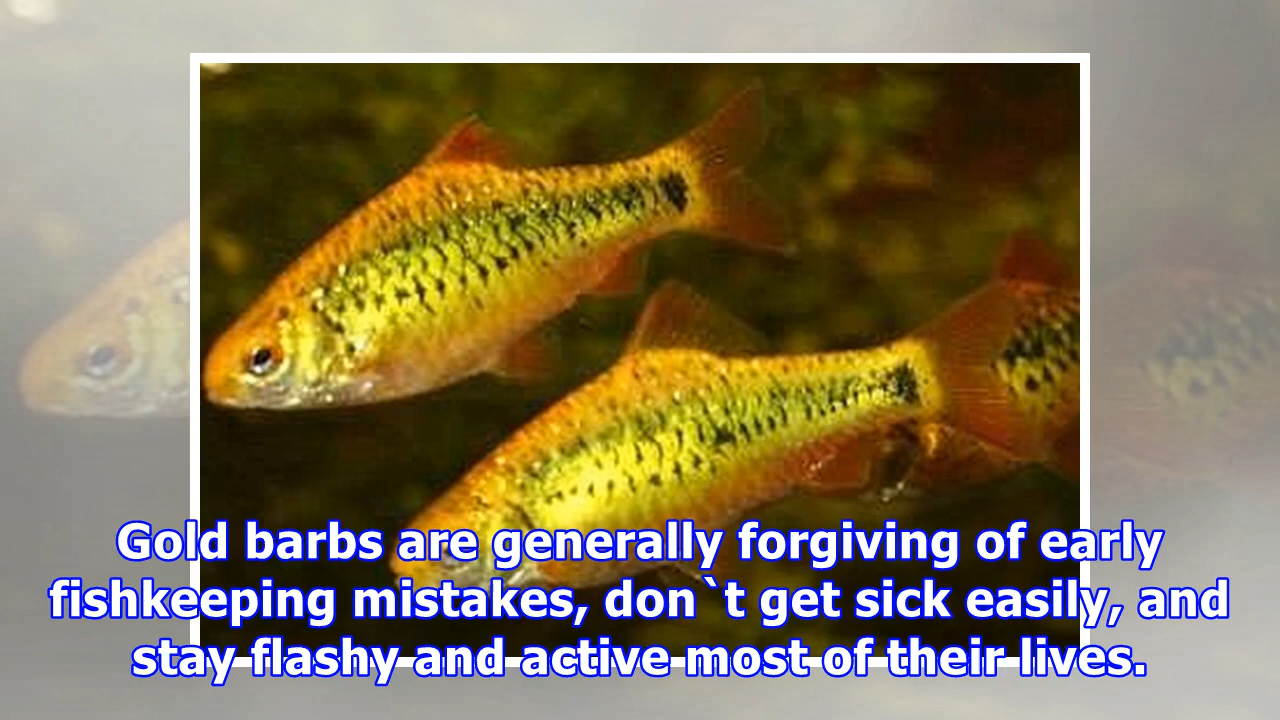 Gold barbs are generally forgiving of early
fishkeeping mistakes, don`t get sick easily, and
stay flashy and active most of their lives.